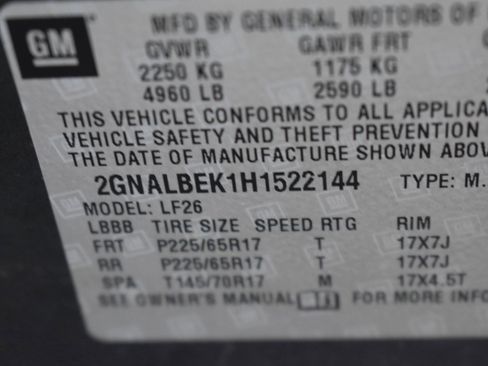 GM
MFD BY GENERAL MOTORS OF
GVWR GAWR FRT
2250 KG 1175 KG
4960 LB 2590 LB
THIS VEHICLE CONFORMS TO ALL APPLICA
VEHICLE SAFETY AND THEFT PREVENTION
THE DATE OF MANUFACTURE SHOWN ABOV
2GNALBEK1H1522144 TYPE: M.
MODEL: LF26
LBBB TIRE SIZE SPEED RTG RIM
FRT P225/65R17 T 17X7J
RR P225/65R17 T 17X7J
SPA T145/70R17 M 17X4.5T
SEE OWNER'S MANUAL FOR MORE INFO